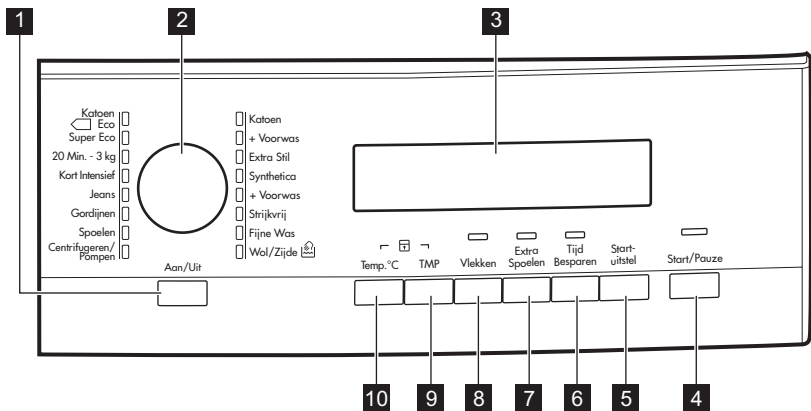 1
2
3
Katoen
Eco
Super Eco
20 Min. - 3 kg
Kort Intensief
Jeans
Gordijnen
Spoelen
Centrifugeren/
Pompen
Katoen
+ Voorwas
Extra Stil
Synthetica
+ Voorwas
Strijkvrij
Fijne Was
Wol/Zijde
Aan/Uit
Temp.°C
TMP
Vlekken
Extra
Spoelen
Tijd
Besparen
Start-
uitstel
Start/Pauze
10
9
8
7
6
5
4